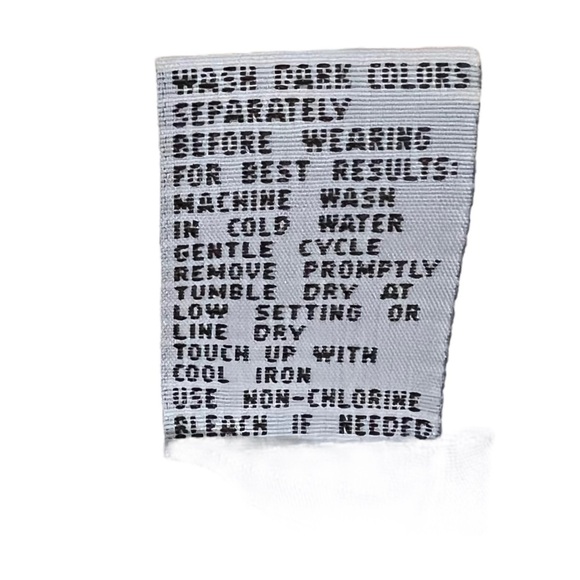 WASH DARK COLORS
SEPARATELY
BEFORE WEARING
FOR BEST RESULTS:
MACHINE WASH
IN COLD WATER
GENTLE CYCLE
REMOVE PROMPTLY
TUMBLE DRY AT
LOW SETTING OR
LINE DRY
TOUCH UP WITH
COOL IRON
USE NON-CHLORINE
BLEACH IF NEEDED